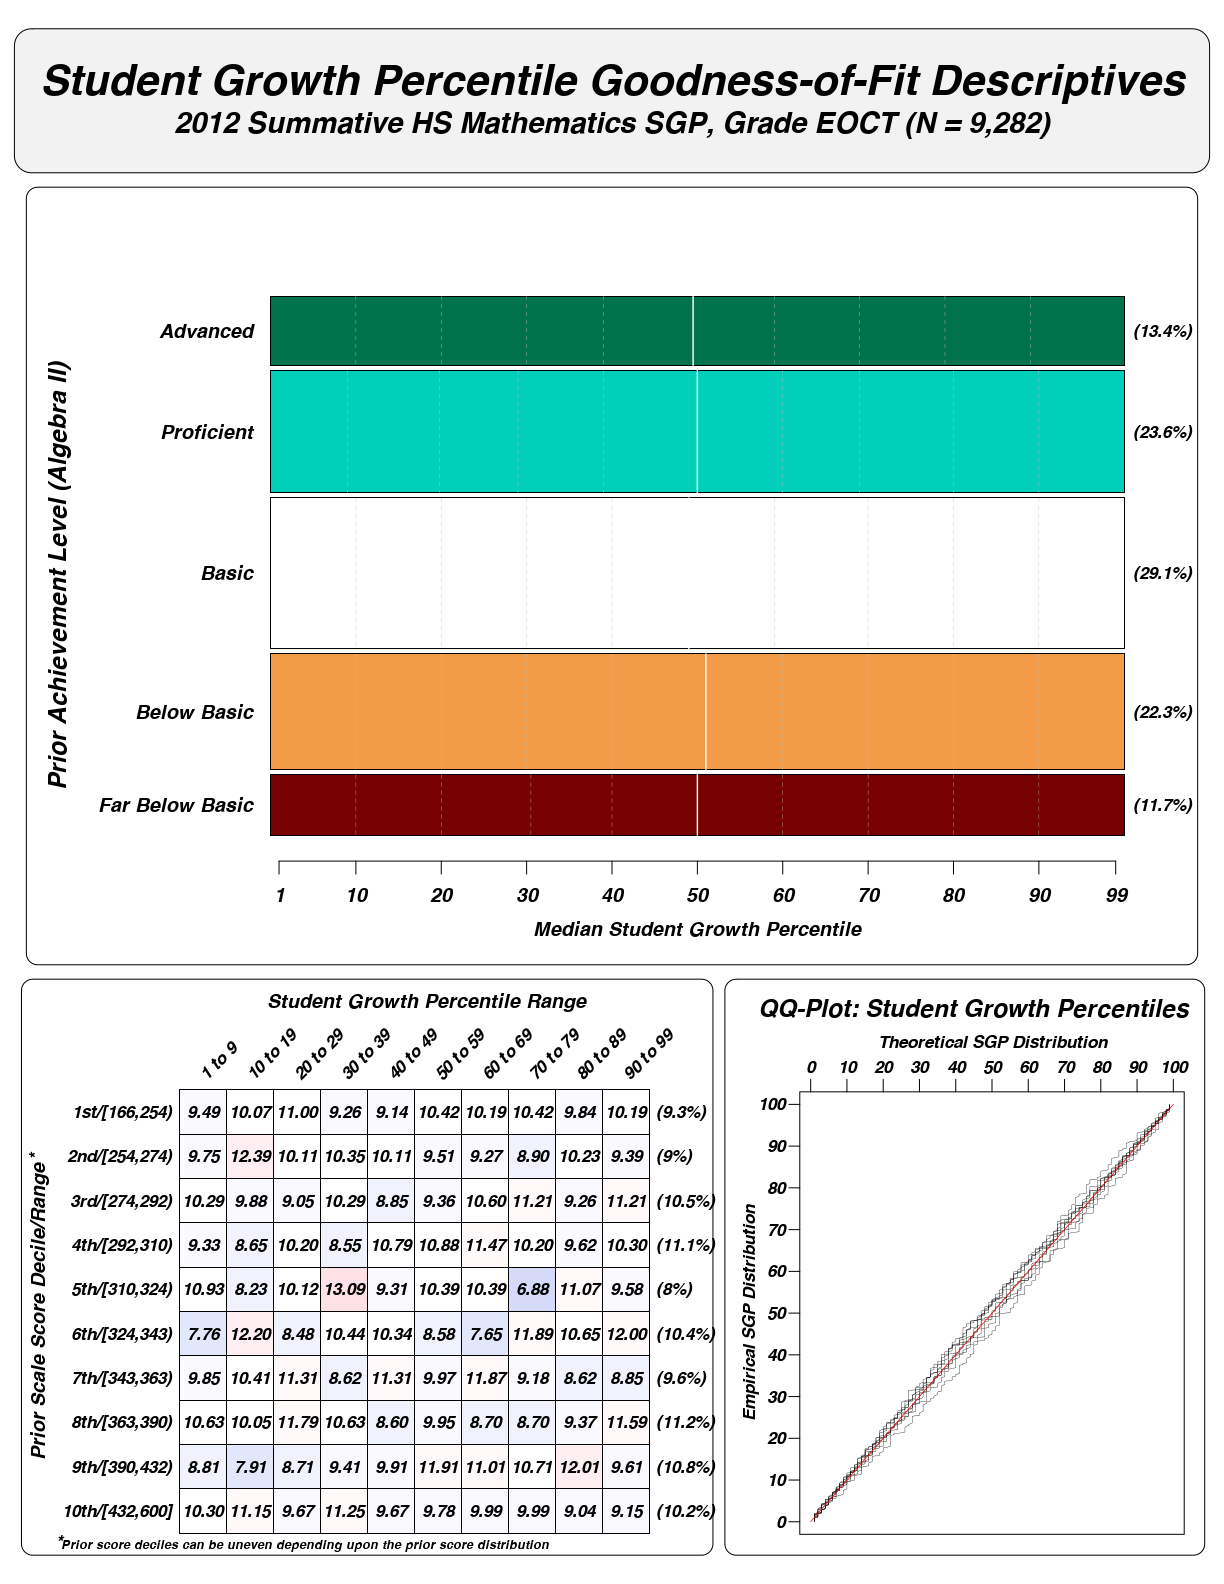 Student Growth Percentile Goodness-of-Fit Descriptives
2012 Summative HS Mathematics SGP, Grade EOCT (N = 9,282)
Prior Achievement Level (Algebra II)
Advanced (13.4%)
Proficient (23.6%)
Basic (29.1%)
Below Basic (22.3%)
Far Below Basic (11.7%)
1 10 20 30 40 50 60 70 80 90 99
Median Student Growth Percentile
Student Growth Percentile Range
1 to 9 10 to 19 20 to 29 30 to 39 40 to 49 50 to 59 60 to 69 70 to 79 80 to 89 90 to 99
Prior Scale Score Decile/Range*
1st/[166,254) 9.49 10.07 11.00 9.26 9.14 10.42 10.19 10.42 9.84 10.19 (9.3%)
2nd/[254,274) 9.75 12.39 10.11 10.35 10.11 9.51 9.27 8.90 10.23 9.39 (9%)
3rd/[274,292) 10.29 9.88 9.05 10.29 8.85 9.36 10.60 11.21 9.26 11.21 (10.5%)
4th/[292,310) 9.33 8.65 10.20 8.55 10.79 10.88 11.47 10.20 9.62 10.30 (11.1%)
5th/[310,324) 10.93 8.23 10.12 13.09 9.31 10.39 10.39 6.88 11.07 9.58 (8%)
6th/[324,343) 7.76 12.20 8.48 10.44 10.34 8.58 7.65 11.89 10.65 12.00 (10.4%)
7th/[343,363) 9.85 10.41 11.31 8.62 11.31 9.97 11.87 9.18 8.62 8.85 (9.6%)
8th/[363,390) 10.63 10.05 11.79 10.63 8.60 9.95 8.70 8.70 9.37 11.59 (11.2%)
9th/[390,432) 8.81 7.91 8.71 9.41 9.91 11.91 11.01 10.71 12.01 9.61 (10.8%)
10th/[432,600] 10.30 11.15 9.67 11.25 9.67 9.78 9.99 9.99 9.04 9.15 (10.2%)
*Prior score deciles can be uneven depending upon the prior score distribution
QQ-Plot: Student Growth Percentiles
Theoretical SGP Distribution
0 10 20 30 40 50 60 70 80 90 100
Empirical SGP Distribution
100
90
80
70
60
50
40
30
20
10
0